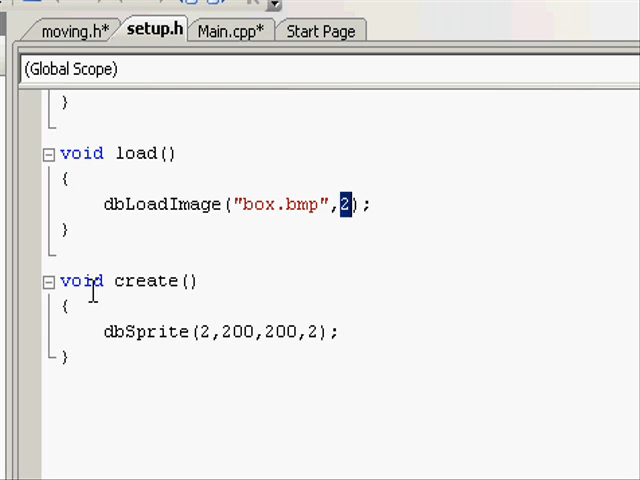 moving.h* setup.h Main.cpp* Start Page
(Global Scope)
}
void load()
{
dbLoadImage("box.bmp",2);
}
void create()
{
dbSprite(2,200,200,2);
}